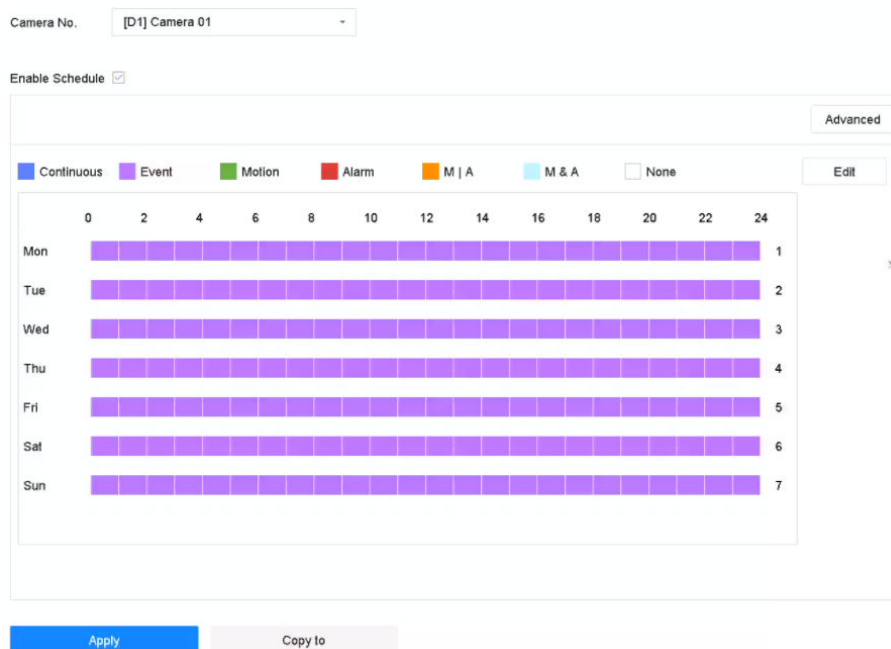 Camera No. [D1] Camera 01
Enable Schedule
Advanced
Continuous Event Motion Alarm M | A M & A None Edit
0 2 4 6 8 10 12 14 16 18 20 22 24
Mon 1
Tue 2
Wed 3
Thu 4
Fri 5
Sat 6
Sun 7
Apply Copy to